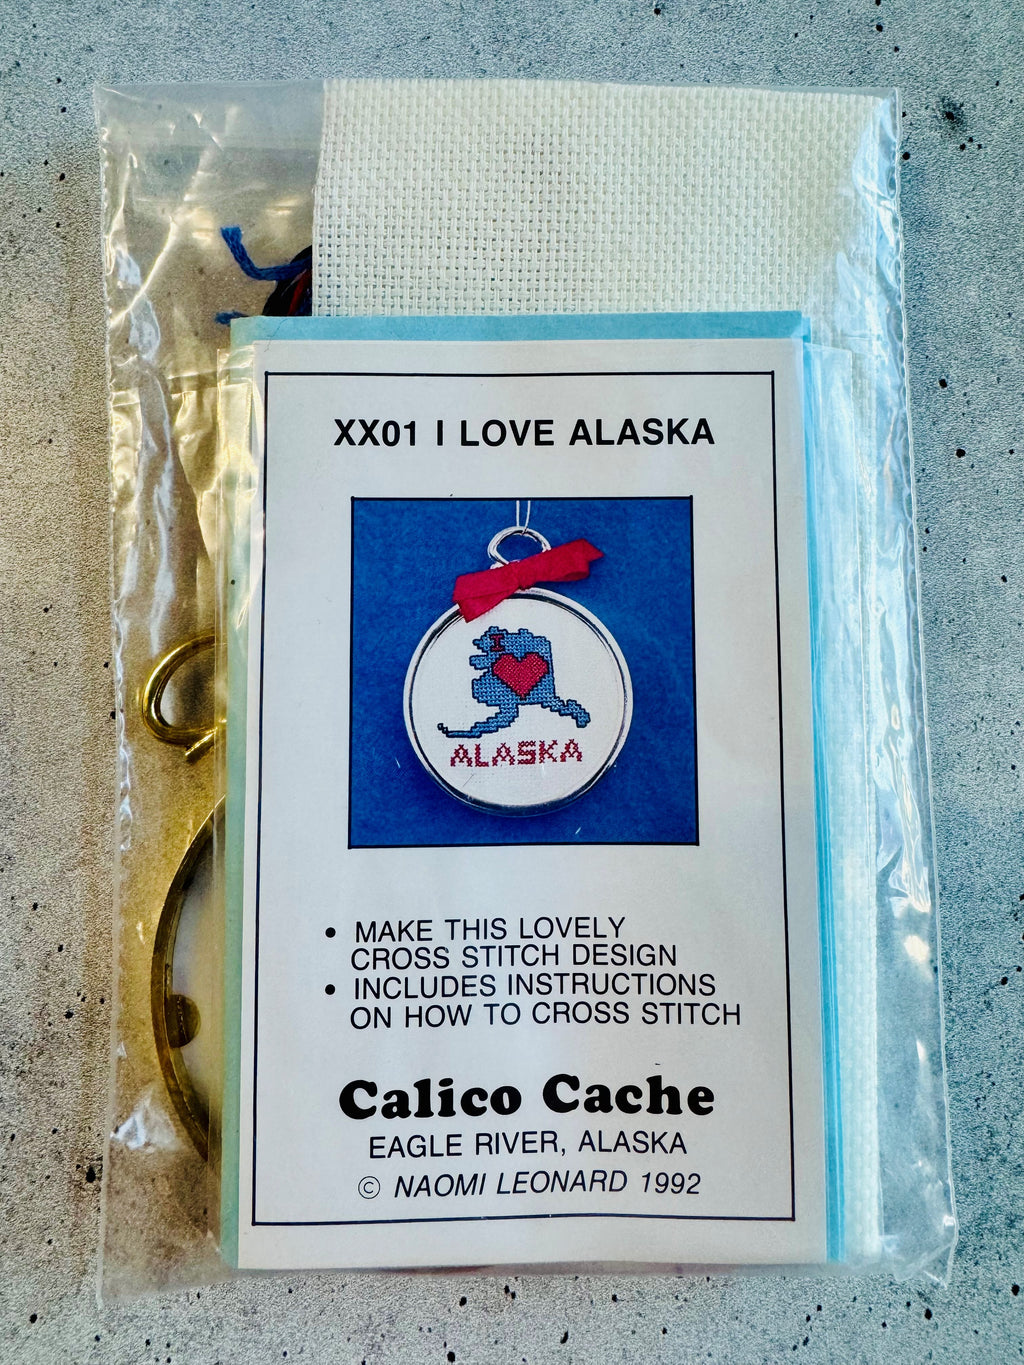 XX01 I LOVE ALASKA
I
ALASKA
• MAKE THIS LOVELY
CROSS STITCH DESIGN
• INCLUDES INSTRUCTIONS
ON HOW TO CROSS STITCH
Calico Cache
EAGLE RIVER, ALASKA
© NAOMI LEONARD 1992